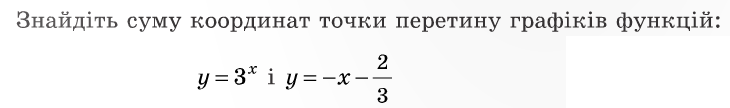 Знайдіть суму координат точки перетину графіків функцій:
y = 3^x і y = −x − 2/3